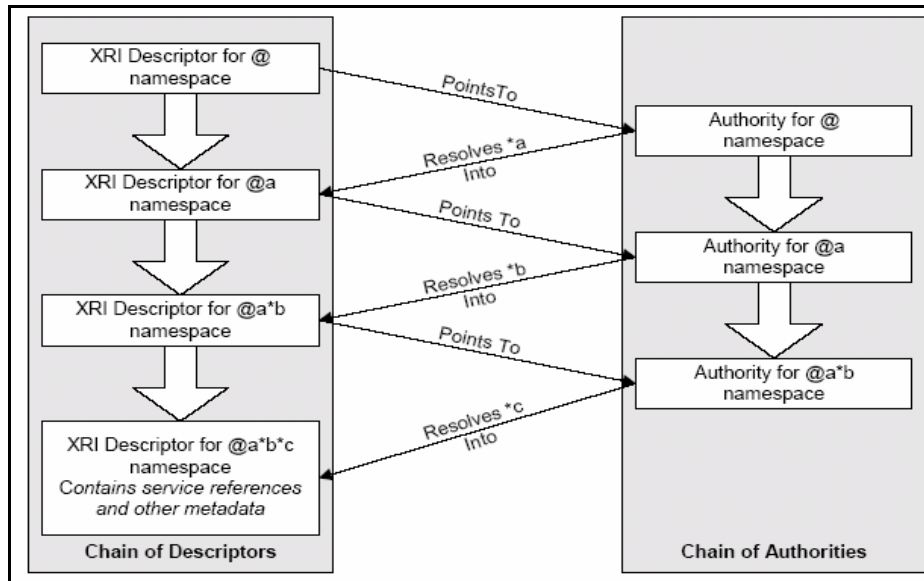 XRI Descriptor for @
namespace
PointsTo
Authority for @
namespace
Resolves *a
Into
XRI Descriptor for @a
namespace
Points To
Authority for @a
namespace
Resolves *b
Into
XRI Descriptor for @a*b
namespace
Points To
Authority for @a*b
namespace
Resolves *c
Into
XRI Descriptor for @a*b*c
namespace
Contains service references
and other metadata
Chain of Descriptors
Chain of Authorities